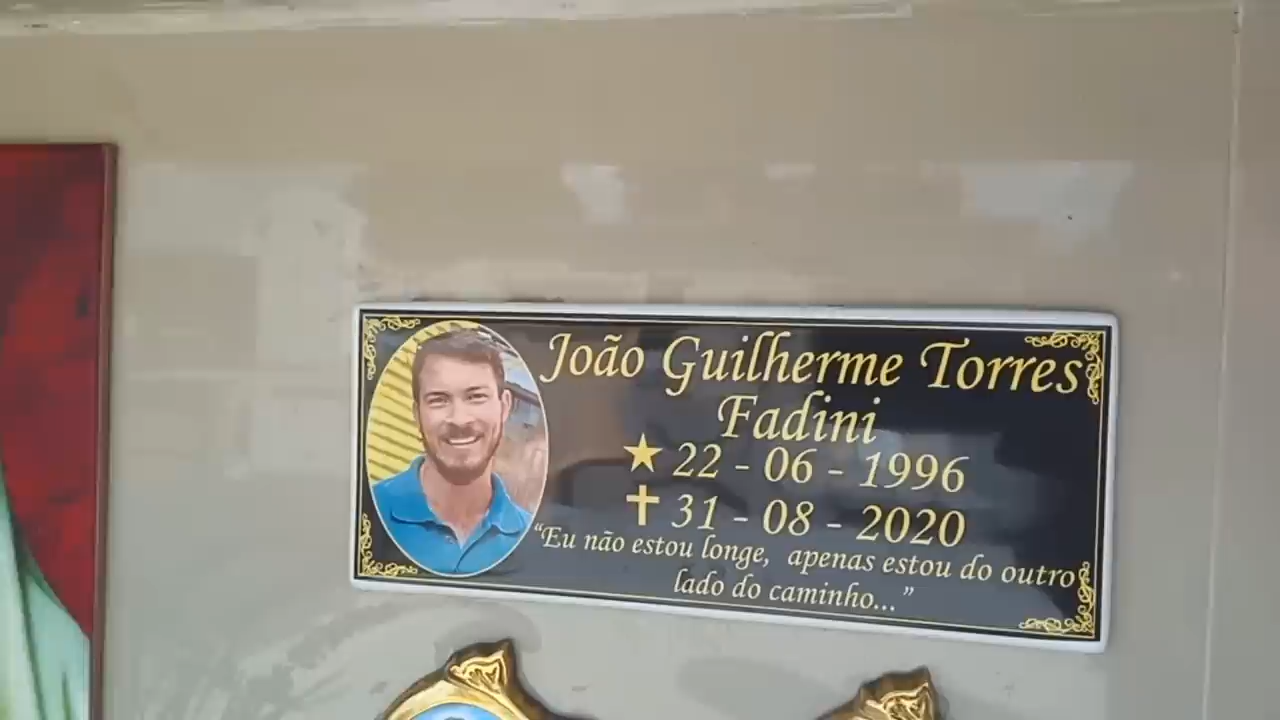 João Guilherme Torres
Fadini
★ 22 - 06 - 1996
✝ 31 - 08 - 2020
“Eu não estou longe, apenas estou do outro
lado do caminho...”